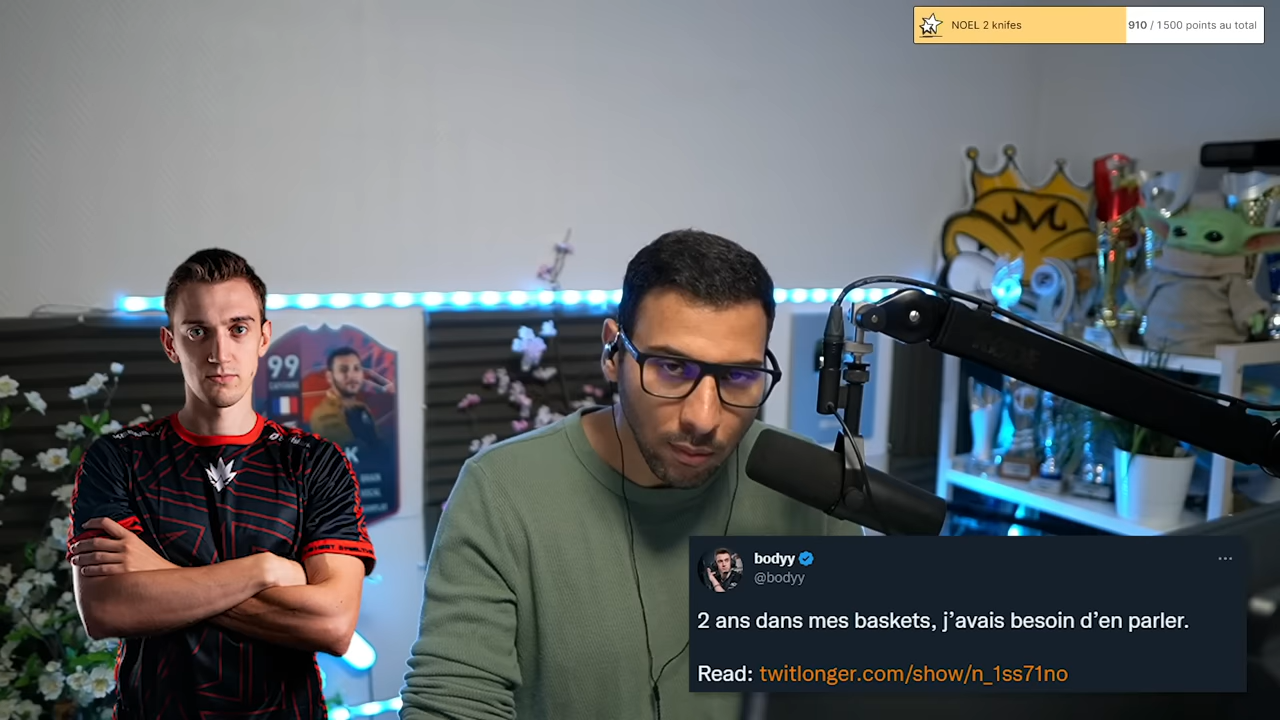 NOEL 2 knifes
910 / 1500 points au total
99
bodyy
@bodyy
2 ans dans mes baskets, j’avais besoin d’en parler.
Read: twitlonger.com/show/n_1ss71no